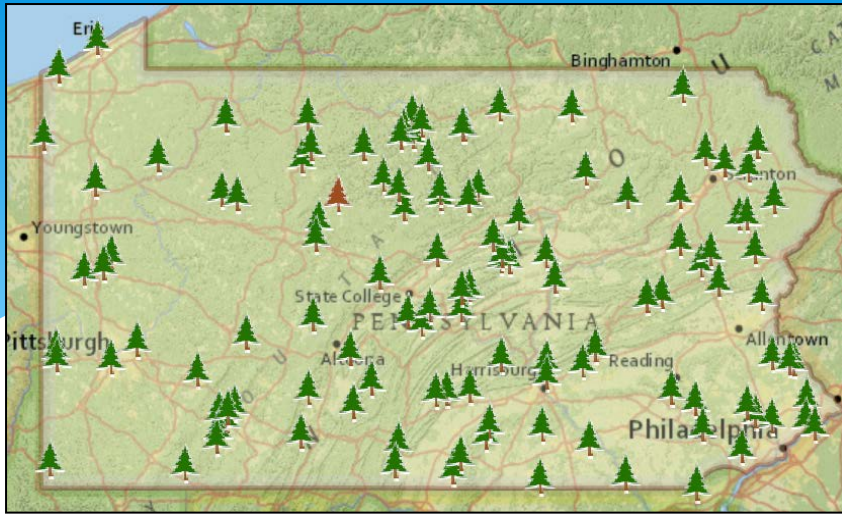 Erie
Binghamton
Scranton
Youngstown
State College
PENNSYLVANIA
Pittsburgh
Altoona
Allentown
Harrisburg
Reading
Philadelphia